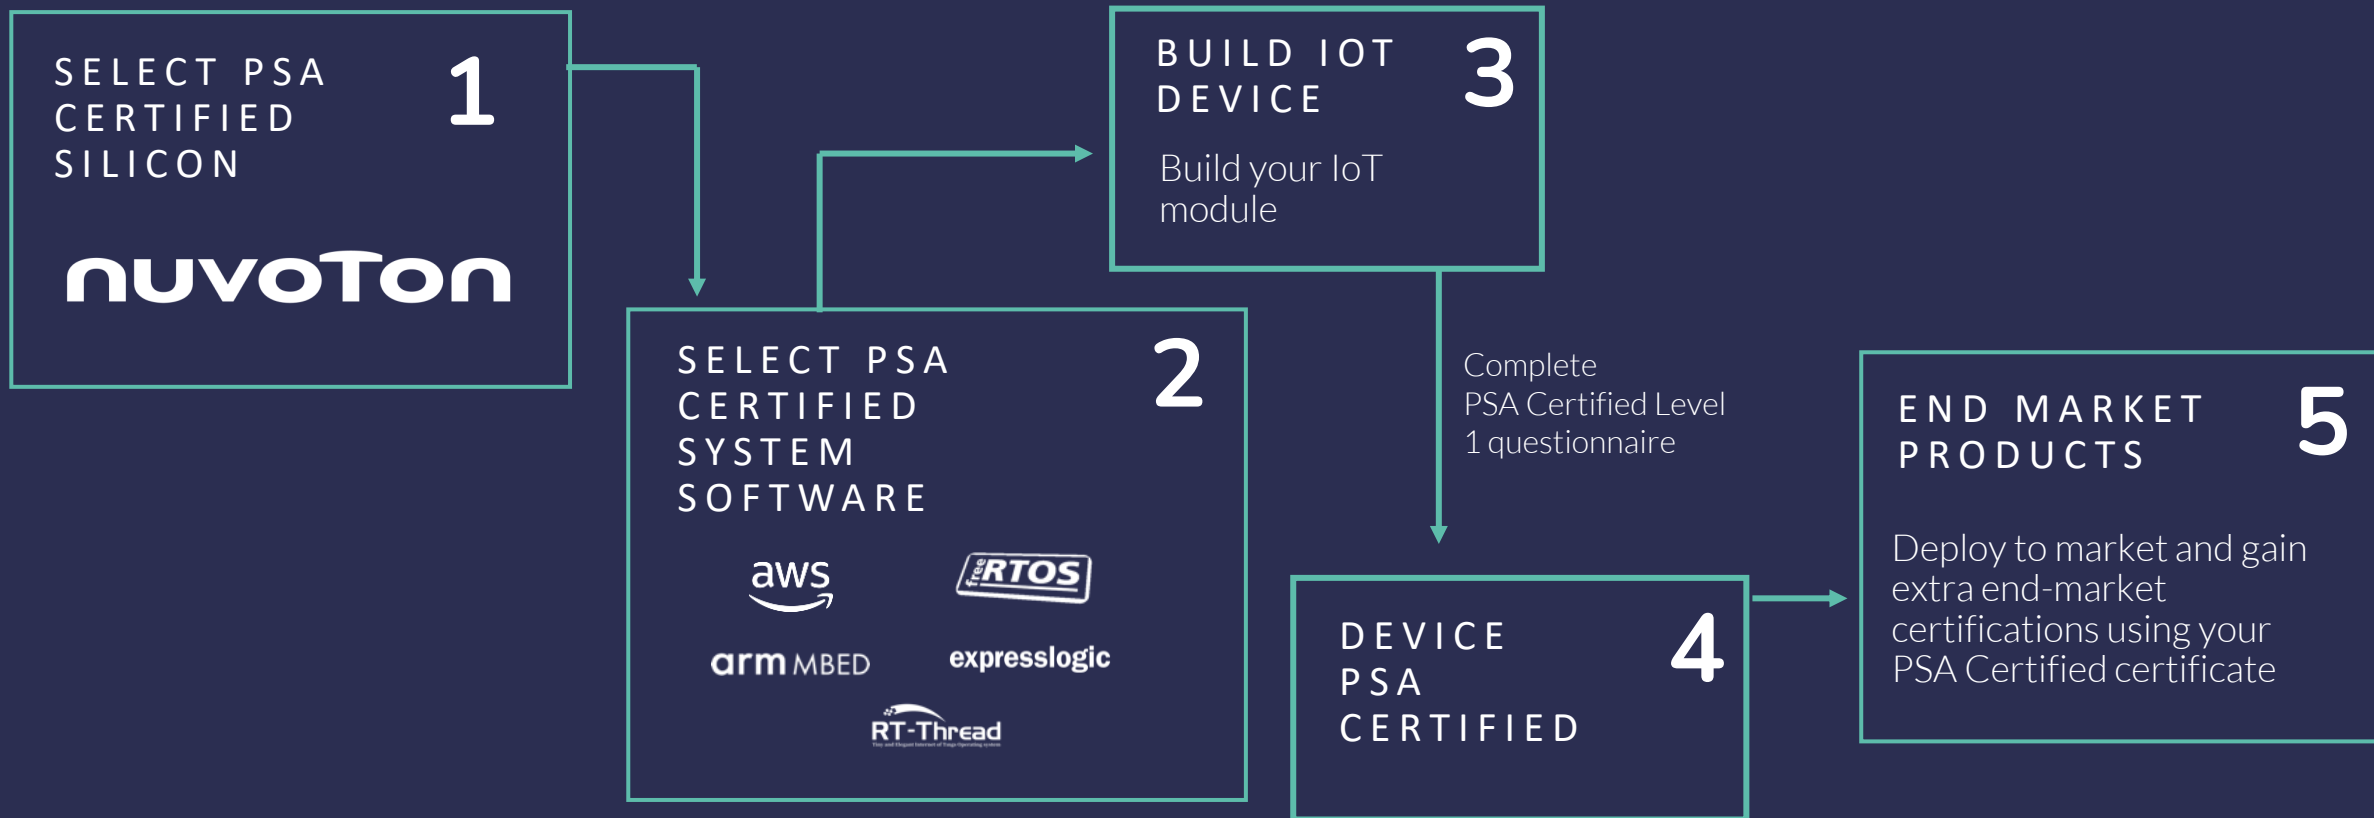 SELECT PSA
CERTIFIED
SILICON
1
nuvoTon
SELECT PSA
CERTIFIED
SYSTEM
SOFTWARE
2
aws
freeRTOS
arm MBED
expresslogic
RT-Thread
BUILD IOT
DEVICE
3
Build your IoT
module
Complete
PSA Certified Level
1 questionnaire
DEVICE
PSA
CERTIFIED
4
END MARKET
PRODUCTS
5
Deploy to market and gain
extra end-market
certifications using your
PSA Certified certificate